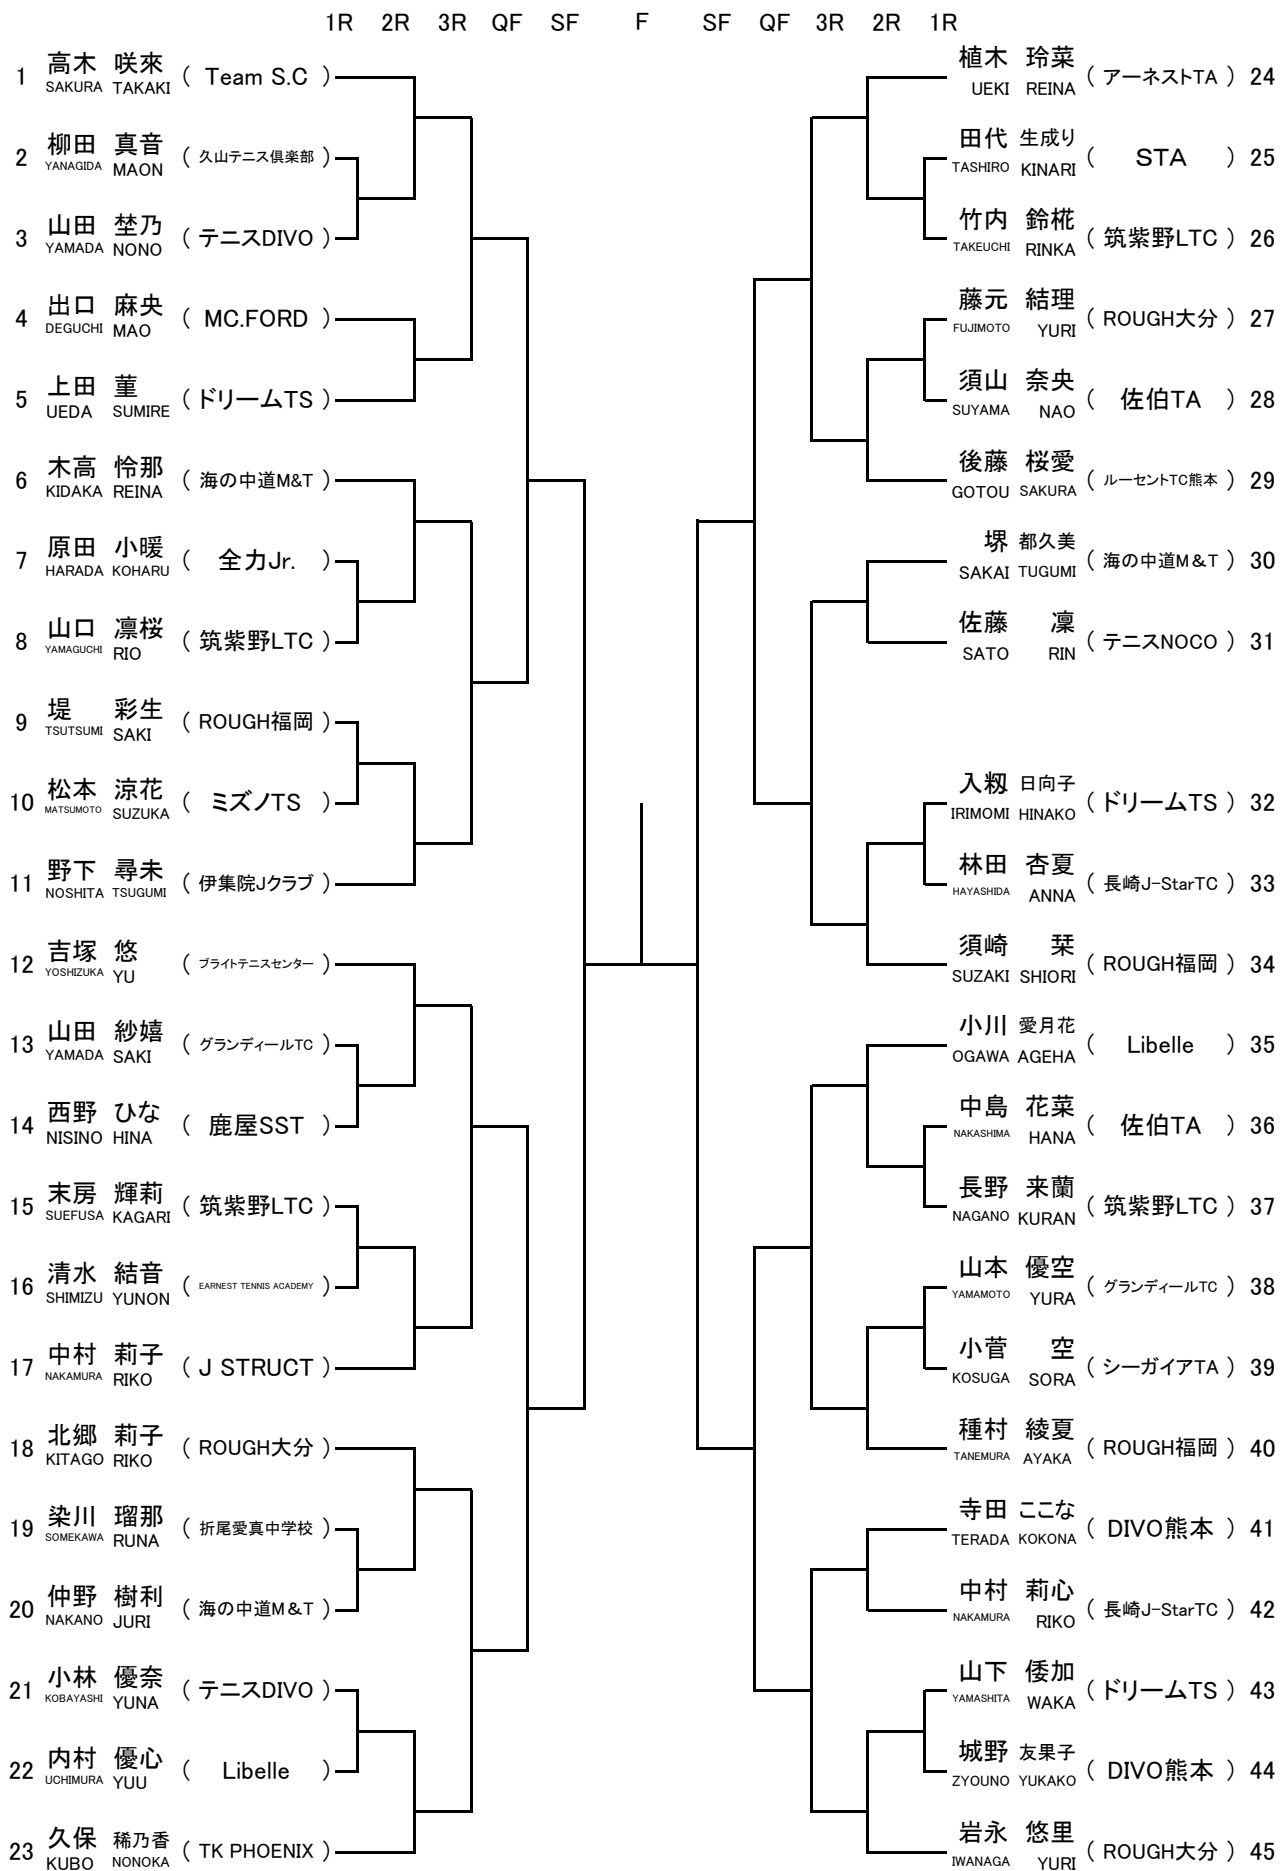 1R 2R 3R QF SF F SF QF 3R 2R 1R
1 高木 咲來 ( Team S.C )
SAKURA TAKAKI
2 柳田 真音 ( 久山テニス倶楽部 )
YANAGIDA MAON
3 山田 埜乃 ( テニスDIVO )
YAMADA NONO
4 出口 麻央 ( MC.FORD )
DEGUCHI MAO
5 上田 菫 ( ドリームTS )
UEDA SUMIRE
6 木高 怜那 ( 海の中道M&T )
KIDAKA REINA
7 原田 小暖 ( 全力Jr. )
HARADA KOHARU
8 山口 凛桜 ( 筑紫野LTC )
YAMAGUCHI RIO
9 堤 彩生 ( ROUGH福岡 )
TSUTSUMI SAKI
10 松本 涼花 ( ミズノTS )
MATSUMOTO SUZUKA
11 野下 尋未 ( 伊集院Jクラブ )
NOSHITA TSUGUMI
12 吉塚 悠 ( ブライトテニスセンター )
YOSHIZUKA YU
13 山田 紗嬉 ( グランディールTC )
YAMADA SAKI
14 西野 ひな ( 鹿屋SST )
NISINO HINA
15 末房 輝莉 ( 筑紫野LTC )
SUEFUSA KAGARI
16 清水 結音 ( EARNEST TENNIS ACADEMY )
SHIMIZU YUNON
17 中村 莉子 ( J STRUCT )
NAKAMURA RIKO
18 北郷 莉子 ( ROUGH大分 )
KITAGO RIKO
19 染川 瑠那 ( 折尾愛真中学校 )
SOMEKAWA RUNA
20 仲野 樹利 ( 海の中道M&T )
NAKANO JURI
21 小林 優奈 ( テニスDIVO )
KOBAYASHI YUNA
22 内村 優心 ( Libelle )
UCHIMURA YUU
23 久保 稀乃香 ( TK PHOENIX )
KUBO NONOKA
植木 玲菜 ( アーネストTA ) 24
UEKI REINA
田代 生成り ( STA ) 25
TASHIRO KINARI
竹内 鈴椛 ( 筑紫野LTC ) 26
TAKEUCHI RINKA
藤元 結理 ( ROUGH大分 ) 27
FUJIMOTO YURI
須山 奈央 ( 佐伯TA ) 28
SUYAMA NAO
後藤 桜愛 ( ルーセントTC熊本 ) 29
GOTOU SAKURA
堺 都久美 ( 海の中道M&T ) 30
SAKAI TUGUMI
佐藤 凜 ( テニスNOCO ) 31
SATO RIN
入籾 日向子 ( ドリームTS ) 32
IRIMOMI HINAKO
林田 杏夏 ( 長崎J-StarTC ) 33
HAYASHIDA ANNA
須崎 栞 ( ROUGH福岡 ) 34
SUZAKI SHIORI
小川 愛月花 ( Libelle ) 35
OGAWA AGEHA
中島 花菜 ( 佐伯TA ) 36
NAKASHIMA HANA
長野 来蘭 ( 筑紫野LTC ) 37
NAGANO KURAN
山本 優空 ( グランディールTC ) 38
YAMAMOTO YURA
小菅 空 ( シーガイアTA ) 39
KOSUGA SORA
種村 綾夏 ( ROUGH福岡 ) 40
TANEMURA AYAKA
寺田 ここな ( DIVO熊本 ) 41
TERADA KOKONA
中村 莉心 ( 長崎J-StarTC ) 42
NAKAMURA RIKO
山下 倭加 ( ドリームTS ) 43
YAMASHITA WAKA
城野 友果子 ( DIVO熊本 ) 44
ZYOUNO YUKAKO
岩永 悠里 ( ROUGH大分 ) 45
IWANAGA YURI